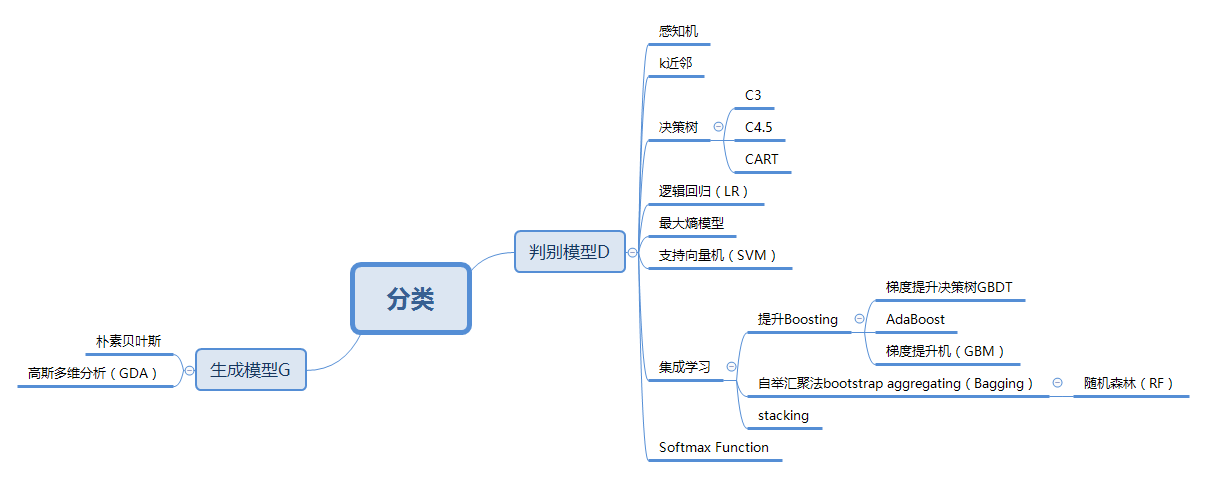 感知机
k近邻
C3
决策树
C4.5
CART
逻辑回归（LR）
最大熵模型
判别模型D
支持向量机（SVM）
分类
梯度提升决策树GBDT
提升Boosting
AdaBoost
朴素贝叶斯
梯度提升机（GBM）
生成模型G
集成学习
高斯多维分析（GDA）
自举汇聚法bootstrap aggregating（Bagging）
随机森林（RF）
stacking
Softmax Function